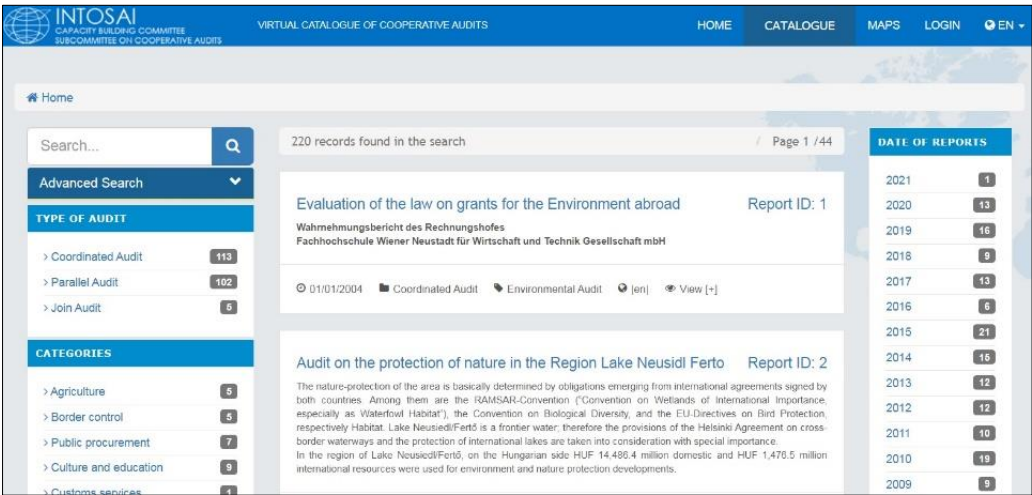 INTOSAI
CAPACITY BUILDING COMMITTEE
SUBCOMMITTEE ON COOPERATIVE AUDITS
VIRTUAL CATALOGUE OF COOPERATIVE AUDITS
HOME
CATALOGUE
MAPS
LOGIN
EN
Home
Search...
Advanced Search
TYPE OF AUDIT
> Coordinated Audit 113
> Parallel Audit 102
> Join Audit 5
CATEGORIES
> Agriculture 5
> Border control 5
> Public procurement 7
> Culture and education 9
> Customs services 1
220 records found in the search / Page 1 /44
Evaluation of the law on grants for the Environment abroad Report ID: 1
Wahrnehmungsbericht des Rechnungshofes
Fachhochschule Wiener Neustadt für Wirtschaft und Technik Gesellschaft mbH
01/01/2004 Coordinated Audit Environmental Audit |en| View [+]
Audit on the protection of nature in the Region Lake Neusidl Ferto Report ID: 2
The nature-protection of the area is basically determined by obligations emerging from international agreements signed by
both countries. Among them are the RAMSAR-Convention ("Convention on Wetlands of International Importance,
especially as Waterfowl Habitat"), the Convention on Biological Diversity, and the EU-Directives on Bird Protection,
respectively Habitat. Lake Neusiedl/Fertő is a frontier water; therefore the provisions of the Helsinki Agreement on cross-
border waterways and the protection of international lakes are taken into consideration with special importance.
In the region of Lake Neusiedl/Fertő, on the Hungarian side HUF 14,486.4 million domestic and HUF 1,476.5 million
international resources were used for environment and nature protection developments.
DATE OF REPORTS
2021 1
2020 13
2019 16
2018 9
2017 13
2016 6
2015 21
2014 15
2013 12
2012 12
2011 10
2010 19
2009 9